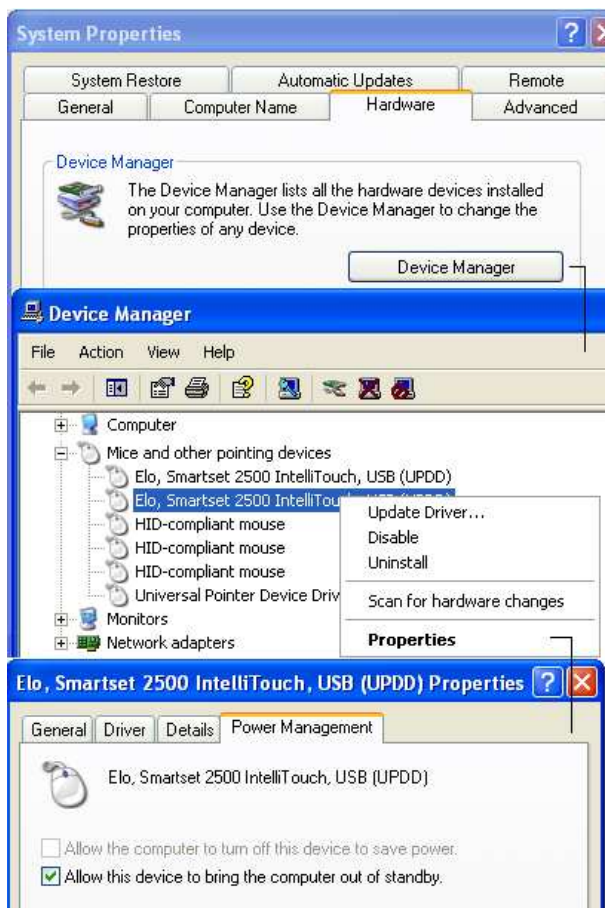 System Properties
System Restore Automatic Updates Remote
General Computer Name Hardware Advanced
Device Manager
The Device Manager lists all the hardware devices installed
on your computer. Use the Device Manager to change the
properties of any device.
Device Manager
Device Manager
File Action View Help
Computer
Mice and other pointing devices
Elo, Smartset 2500 IntelliTouch, USB (UPDD)
Elo, Smartset 2500 IntelliTouch, USB (UPDD)
HID-compliant mouse
HID-compliant mouse
HID-compliant mouse
Universal Pointer Device Driv
Monitors
Network adapters
Update Driver...
Disable
Uninstall
Scan for hardware changes
Properties
Elo, Smartset 2500 IntelliTouch, USB (UPDD) Properties
General Driver Details Power Management
Elo, Smartset 2500 IntelliTouch, USB (UPDD)
Allow the computer to turn off this device to save power.
Allow this device to bring the computer out of standby.